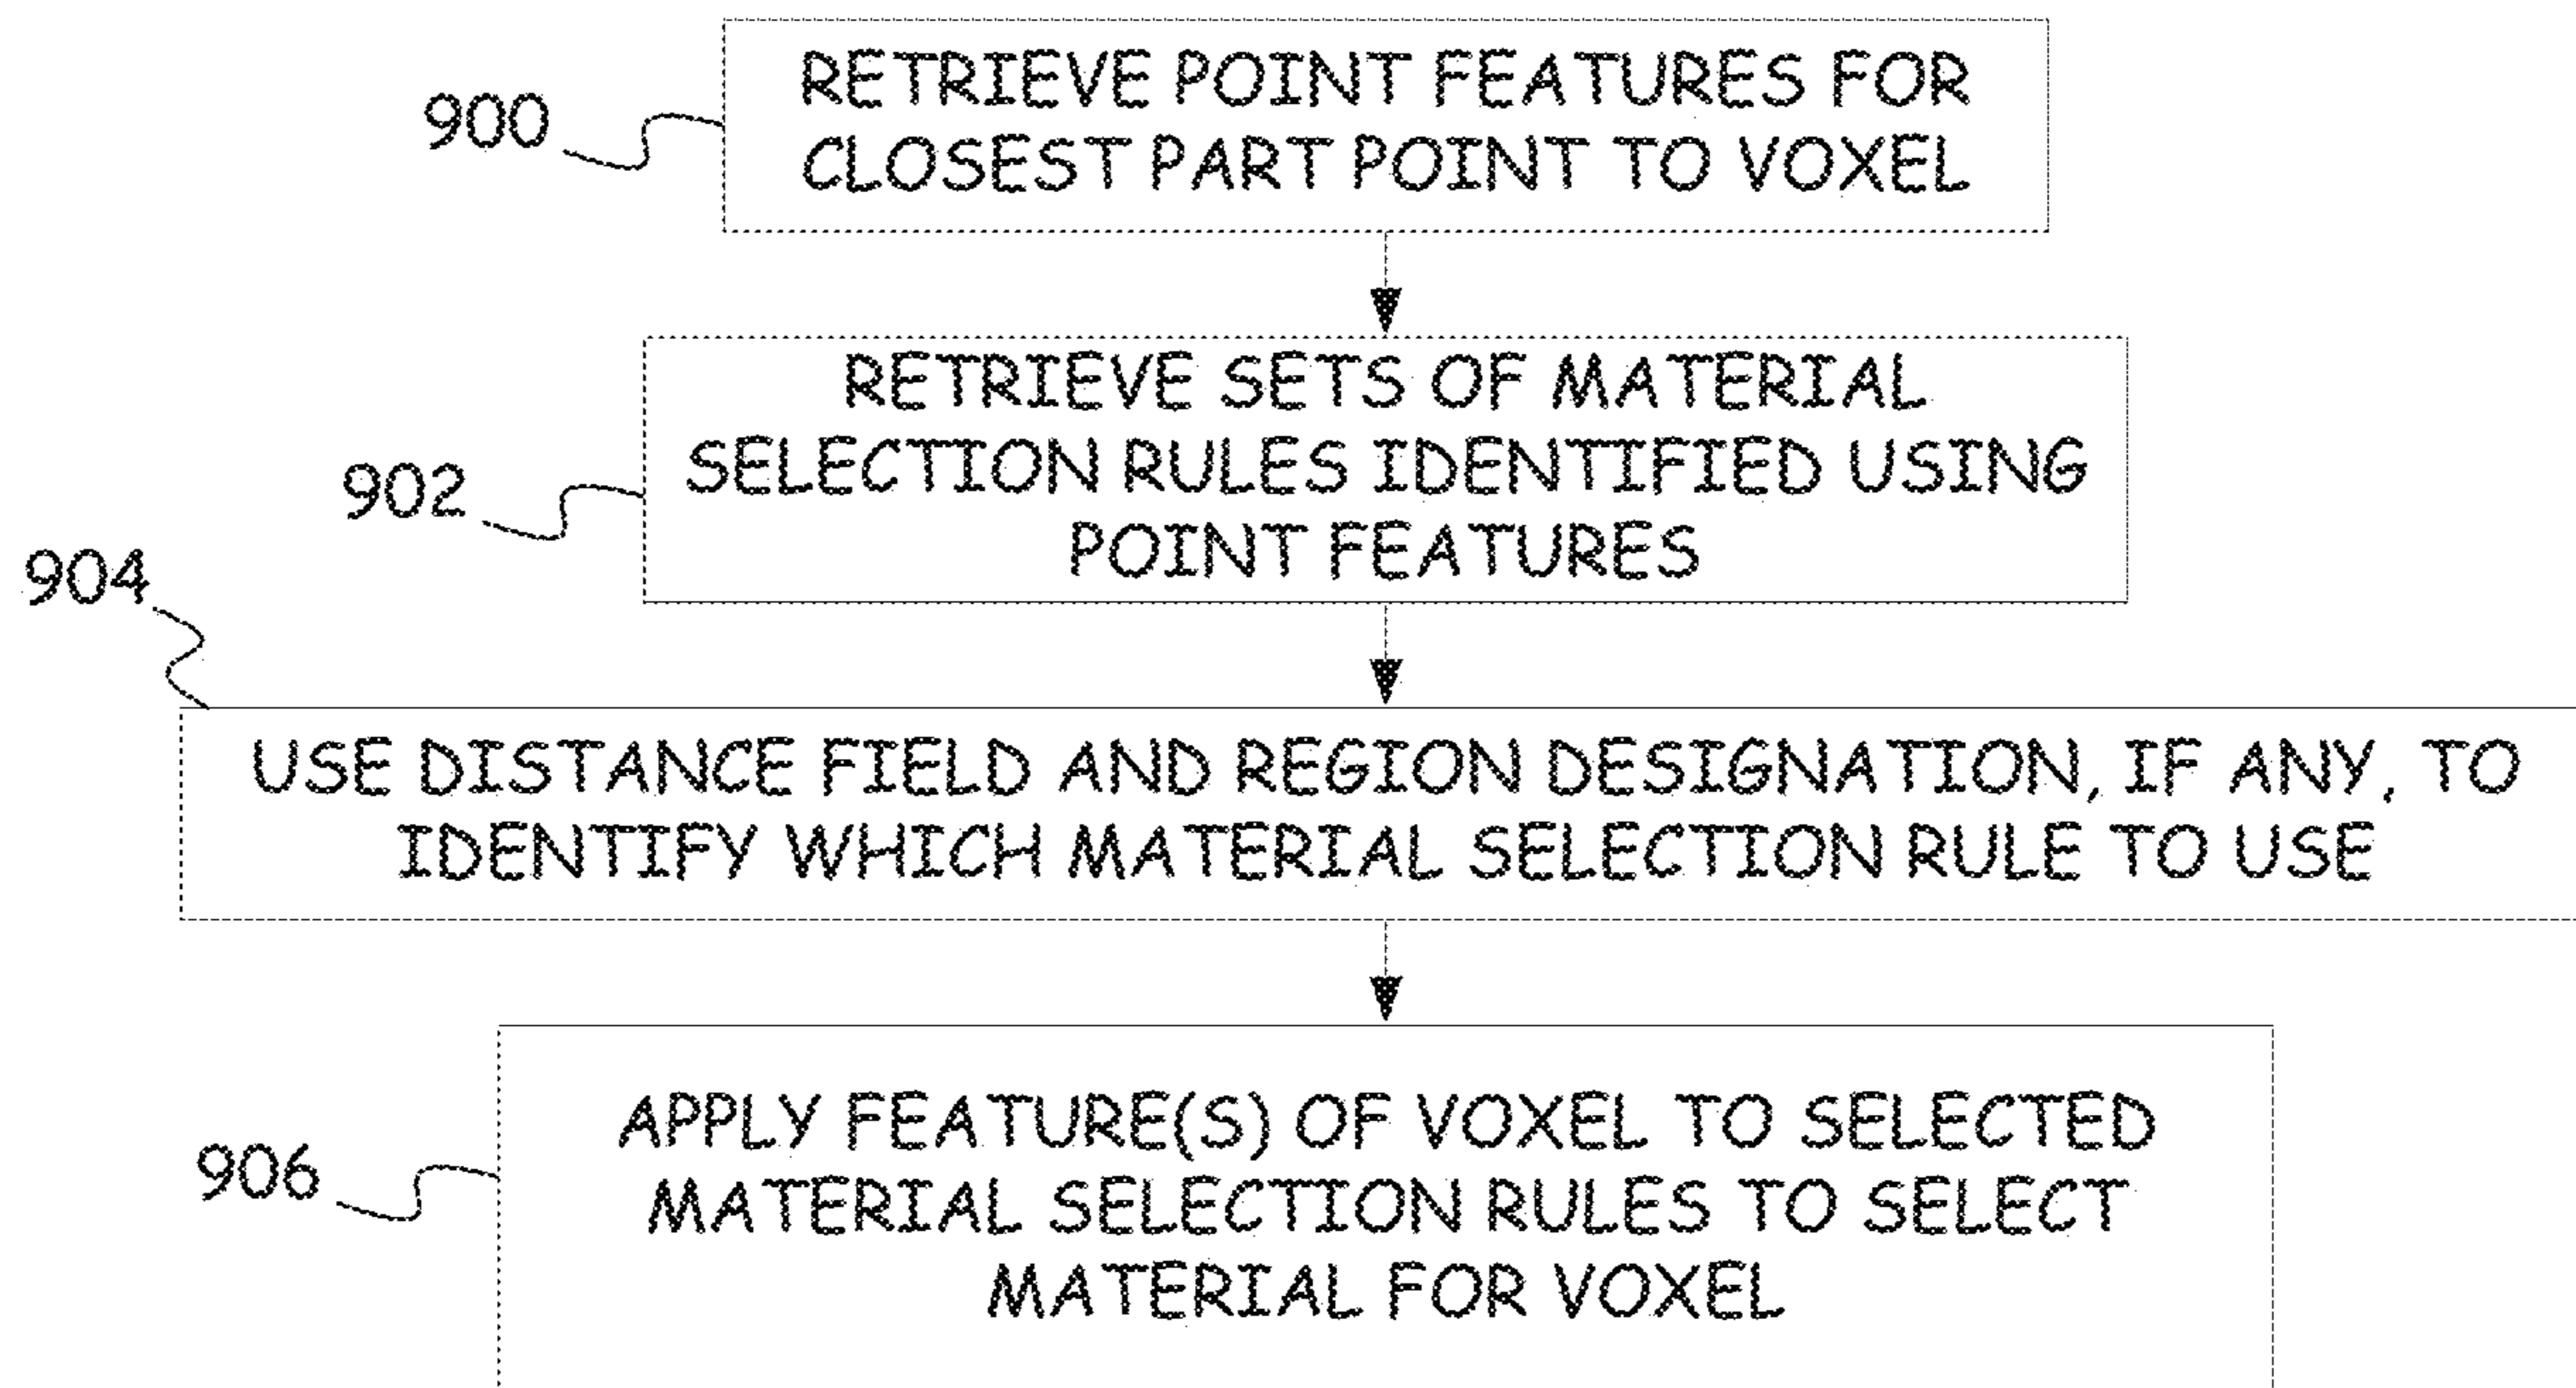 900
RETRIEVE POINT FEATURES FOR
CLOSEST PART POINT TO VOXEL
902
RETRIEVE SETS OF MATERIAL
SELECTION RULES IDENTIFIED USING
POINT FEATURES
904
USE DISTANCE FIELD AND REGION DESIGNATION, IF ANY, TO
IDENTIFY WHICH MATERIAL SELECTION RULE TO USE
906
APPLY FEATURE(S) OF VOXEL TO SELECTED
MATERIAL SELECTION RULES TO SELECT
MATERIAL FOR VOXEL